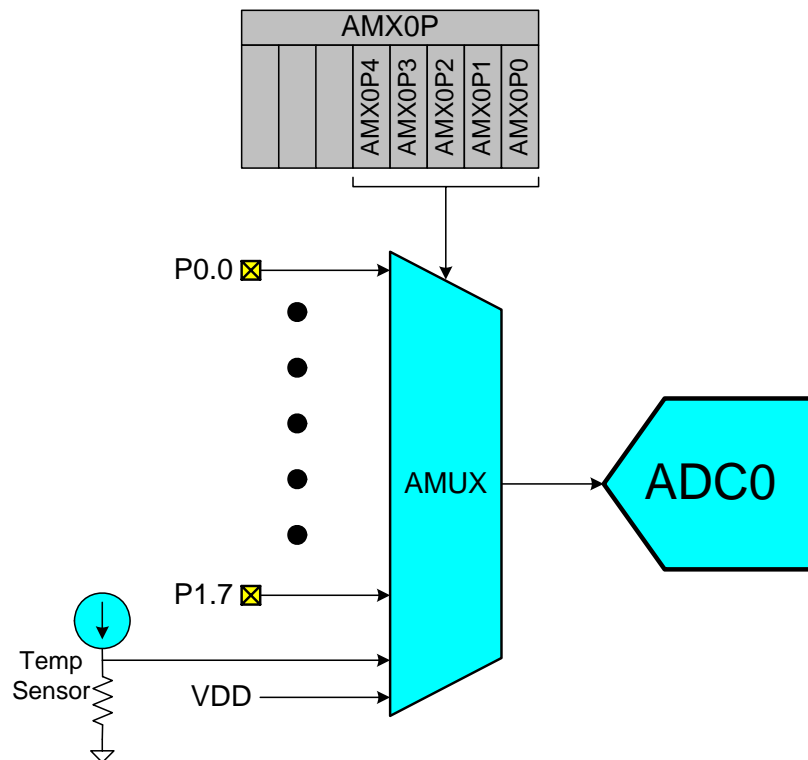 AMX0P
AMX0P4
AMX0P3
AMX0P2
AMX0P1
AMX0P0
P0.0
AMUX
ADC0
P1.7
Temp
Sensor
VDD